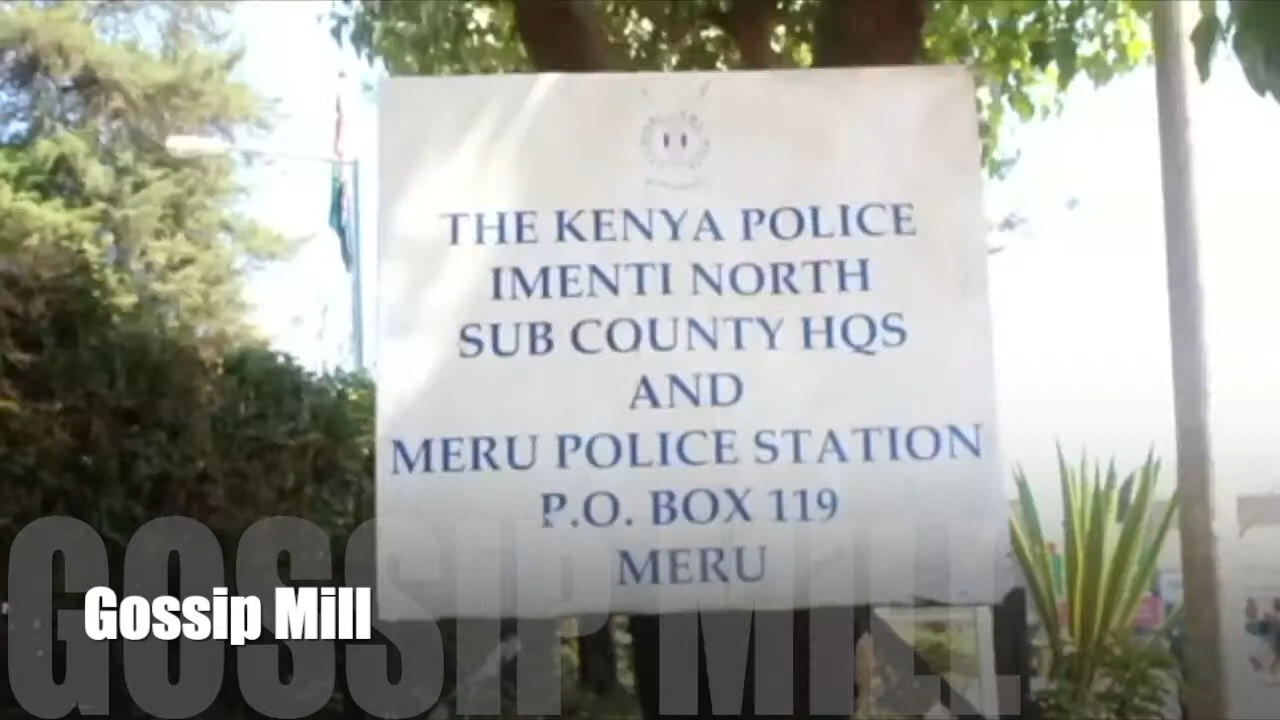 THE KENYA POLICE
IMENTI NORTH
SUB COUNTY HQS
AND
MERU POLICE STATION
P.O. BOX 119
MERU
GOSSIP MILL
Gossip Mill